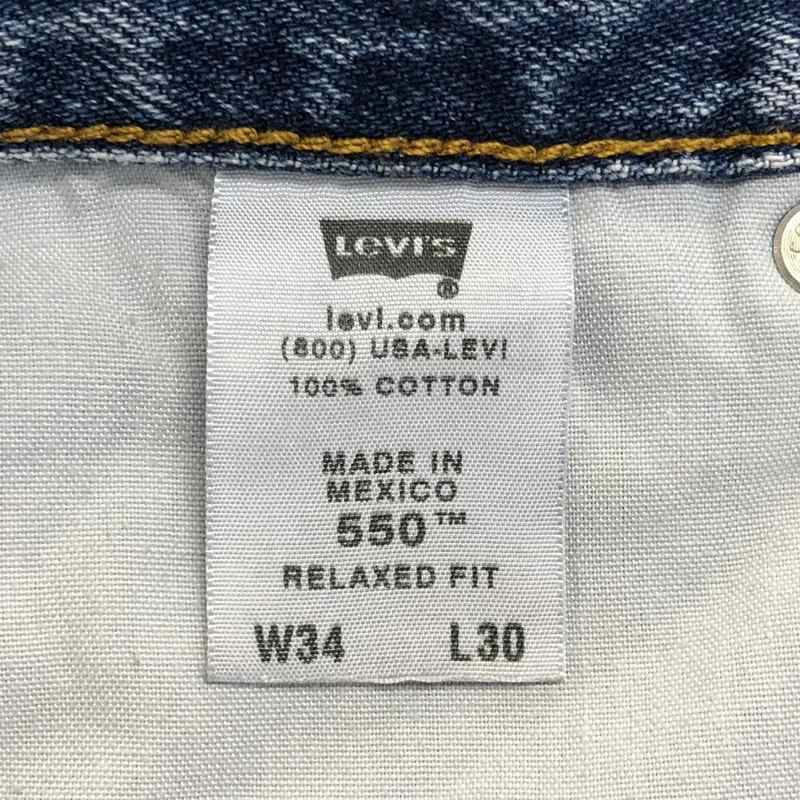 Levi's
®
levi.com
(800) USA-LEVI
100% COTTON
MADE IN
MEXICO
550™
RELAXED FIT
W34 L30